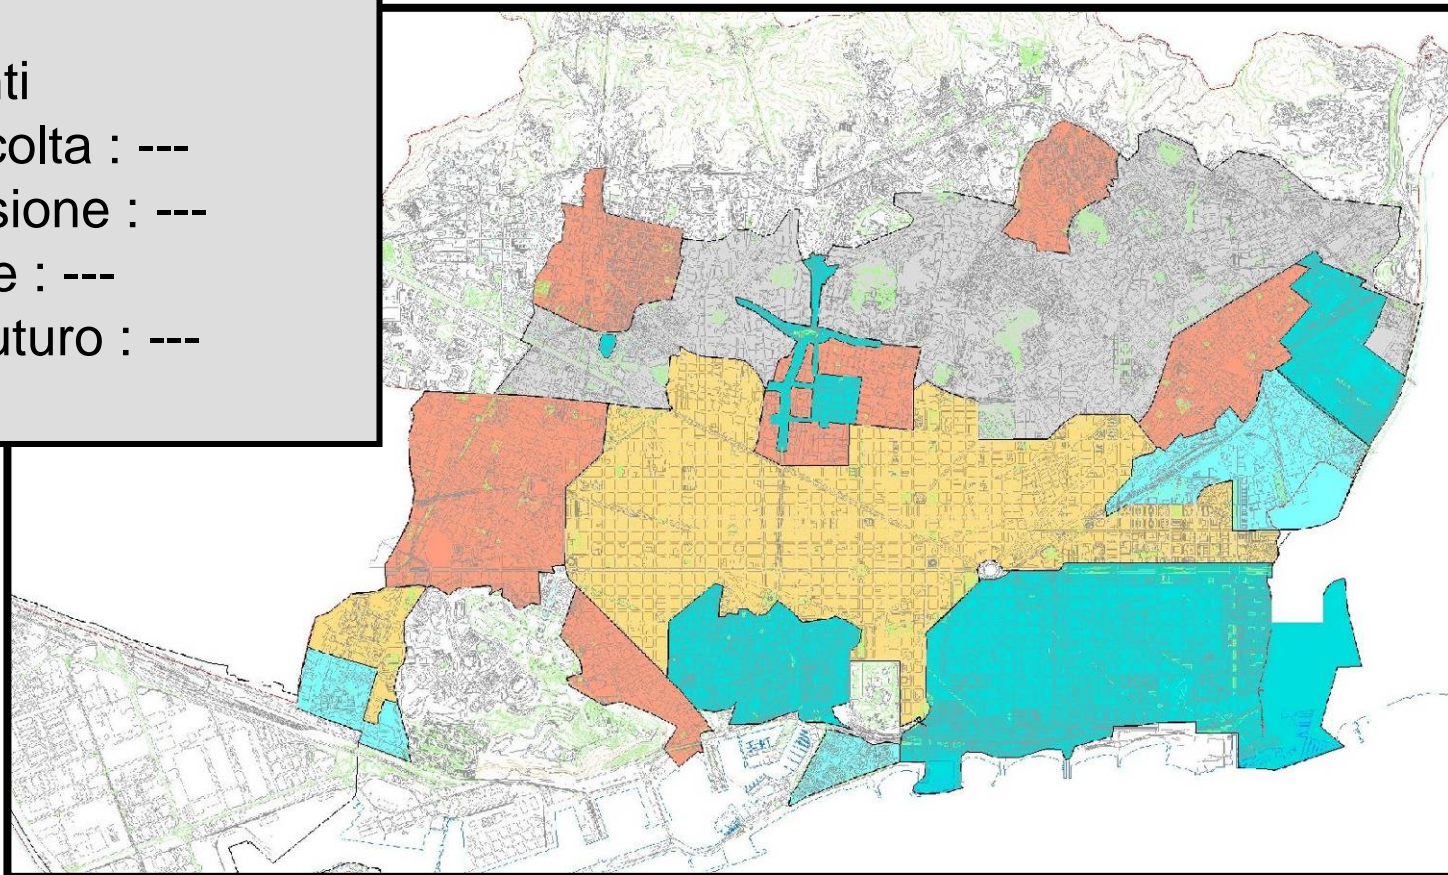 ti
colta : ---
sione : ---
e : ---
uturo : ---